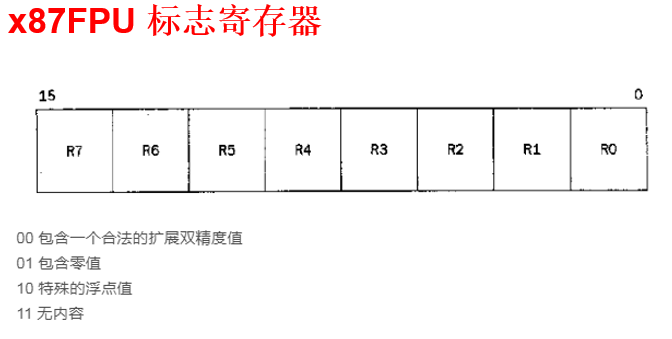 x87FPU 标志寄存器
15 0
R7 R6 R5 R4 R3 R2 R1 R0
00 包含一个合法的扩展双精度值
01 包含零值
10 特殊的浮点值
11 无内容